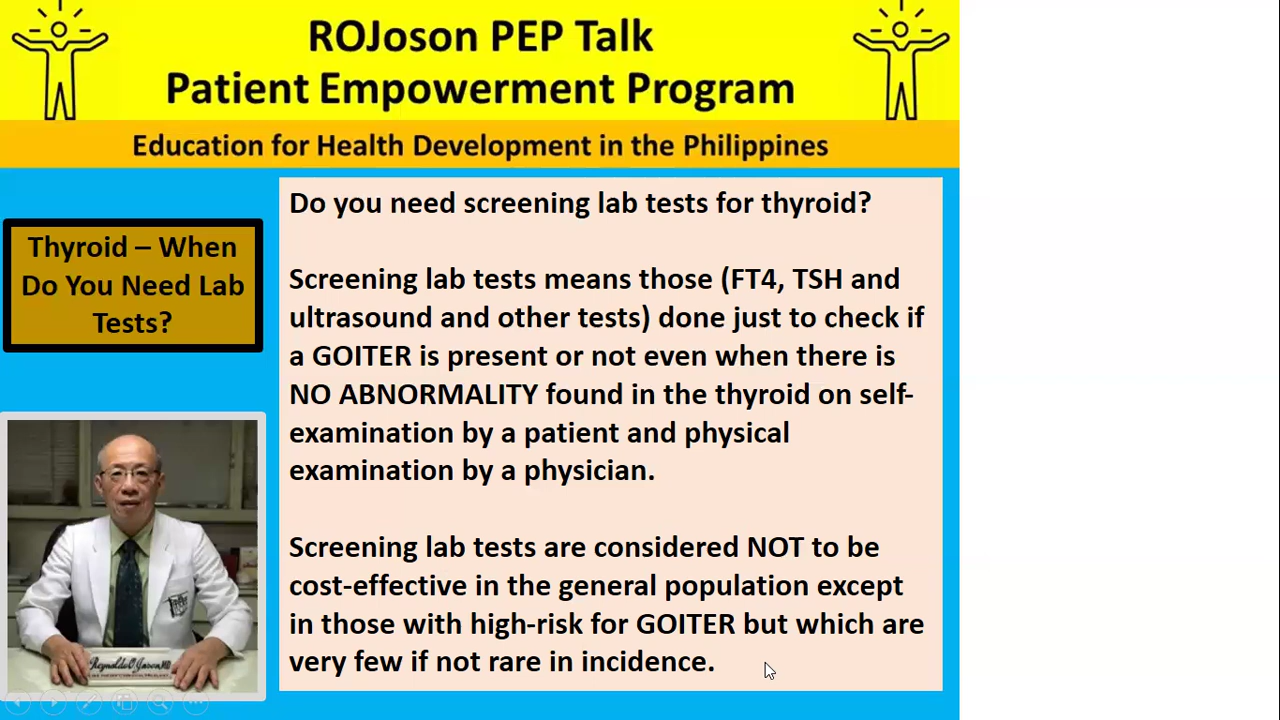 ROJoson PEP Talk
Patient Empowerment Program
Education for Health Development in the Philippines
Thyroid – When
Do You Need Lab
Tests?
Do you need screening lab tests for thyroid?
Screening lab tests means those (FT4, TSH and
ultrasound and other tests) done just to check if
a GOITER is present or not even when there is
NO ABNORMALITY found in the thyroid on self-
examination by a patient and physical
examination by a physician.
Screening lab tests are considered NOT to be
cost-effective in the general population except
in those with high-risk for GOITER but which are
very few if not rare in incidence.
Reynaldo O. Joson, MD